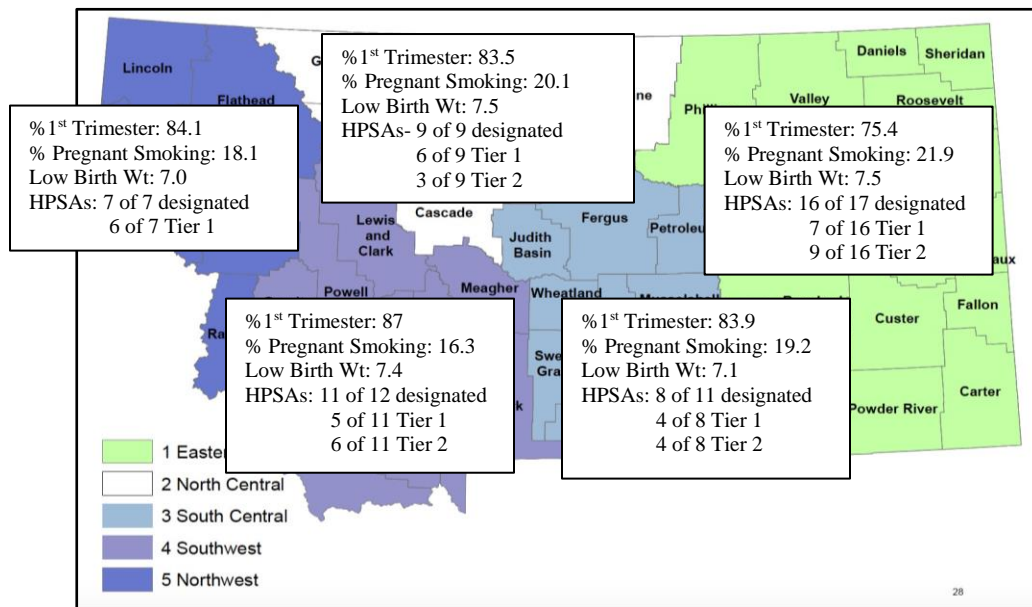 Lincoln
Flathead
Daniels
Sheridan
Valley
Roosevelt
%1st Trimester: 83.5
% Pregnant Smoking: 20.1
Low Birth Wt: 7.5
HPSAs- 9 of 9 designated
6 of 9 Tier 1
3 of 9 Tier 2
%1st Trimester: 84.1
% Pregnant Smoking: 18.1
Low Birth Wt: 7.0
HPSAs: 7 of 7 designated
6 of 7 Tier 1
%1st Trimester: 75.4
% Pregnant Smoking: 21.9
Low Birth Wt: 7.5
HPSAs: 16 of 17 designated
7 of 16 Tier 1
9 of 16 Tier 2
Cascade
Lewis
and
Clark
Fergus
Judith
Basin
Powell
Meagher
Wheatland
Fallon
Custer
Carter
Powder River
%1st Trimester: 87
% Pregnant Smoking: 16.3
Low Birth Wt: 7.4
HPSAs: 11 of 12 designated
5 of 11 Tier 1
6 of 11 Tier 2
%1st Trimester: 83.9
% Pregnant Smoking: 19.2
Low Birth Wt: 7.1
HPSAs: 8 of 11 designated
4 of 8 Tier 1
4 of 8 Tier 2
1 Easter
2 North Central
3 South Central
4 Southwest
5 Northwest
28